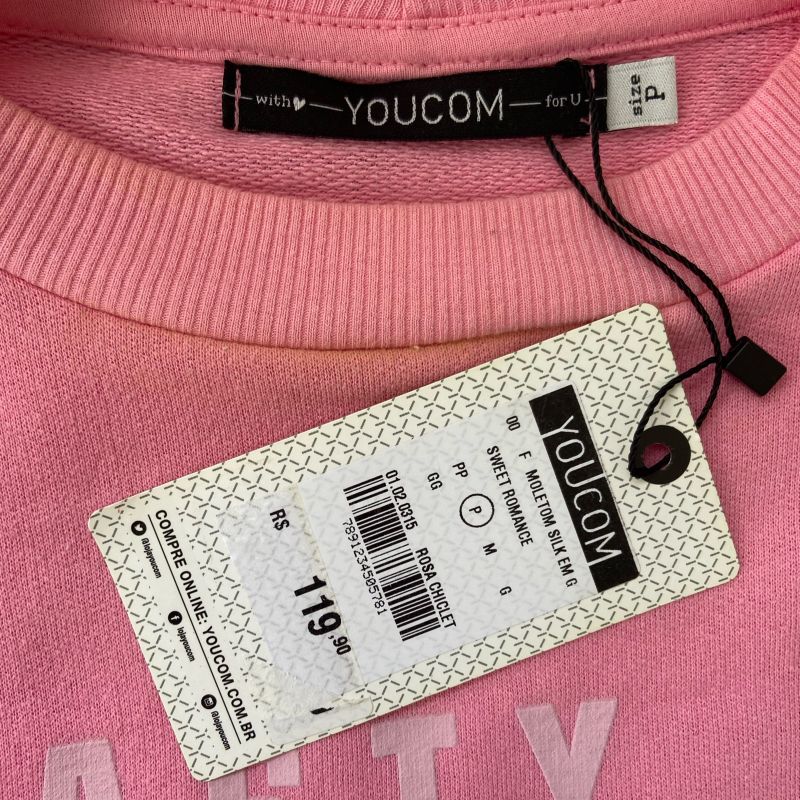 with YOUCOM for U
size P
YOUCOM
00 F MOLETOM SILK EM G
SWEET ROMANCE
PP P M G
GG
01.02.0315 ROSA CHICLET
7891234505781
R$ 119,90
COMPRE ONLINE: YOUCOM.COM.BR
@lojayoucom lojayoucom @lojayoucom